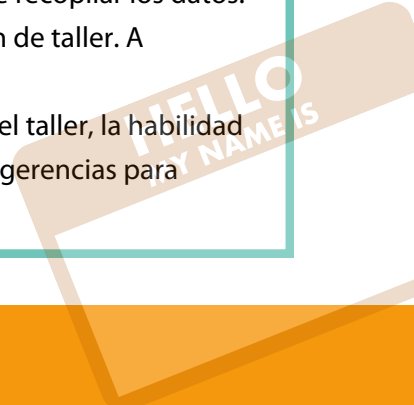 recopilar los datos.
n de taller. A
el taller, la habilidad
gerencias para
HELLO
MY NAME IS